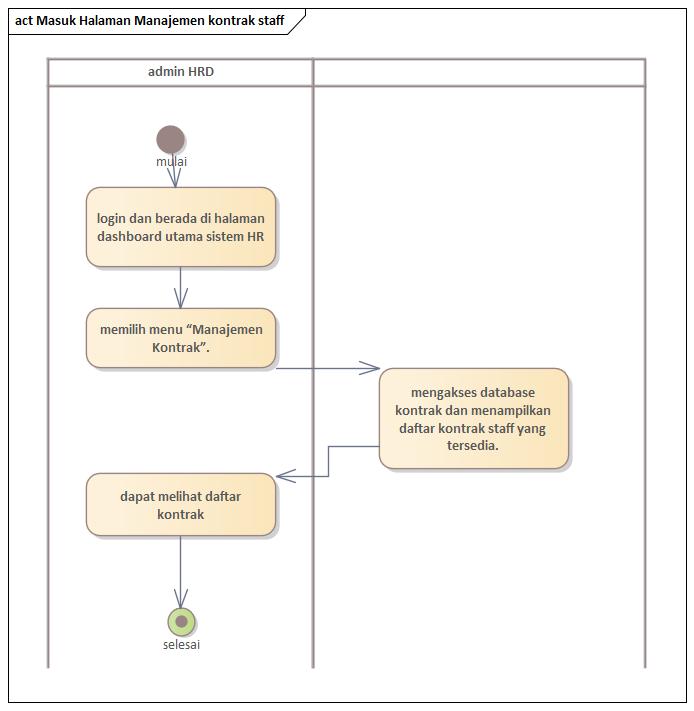 act Masuk Halaman Manajemen kontrak staff
admin HRD
mulai
login dan berada di halaman
dashboard utama sistem HR
memilih menu “Manajemen
Kontrak”.
mengakses database
kontrak dan menampilkan
daftar kontrak staff yang
tersedia.
dapat melihat daftar
kontrak
selesai